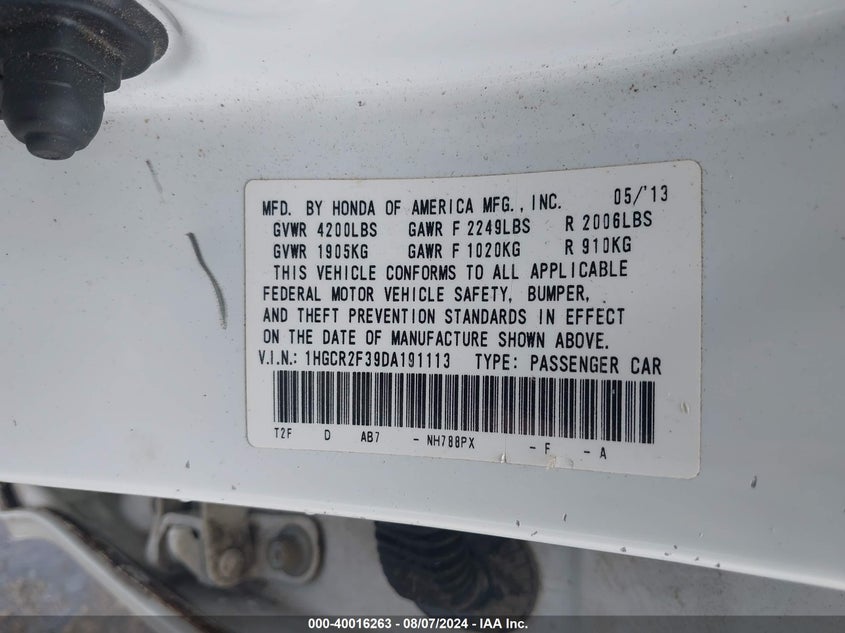 MFD. BY HONDA OF AMERICA MFG., INC. 05/'13
GVWR 4200LBS GAWR F 2249LBS R 2006LBS
GVWR 1905KG GAWR F 1020KG R 910KG
THIS VEHICLE CONFORMS TO ALL APPLICABLE
FEDERAL MOTOR VEHICLE SAFETY, BUMPER,
AND THEFT PREVENTION STANDARDS IN EFFECT
ON THE DATE OF MANUFACTURE SHOWN ABOVE.
V.I.N.: 1HGCR2F39DA191113 TYPE: PASSENGER CAR
T2F D AB7 - NH788PX - F - A
000-40016263 - 08/07/2024 - IAA Inc.